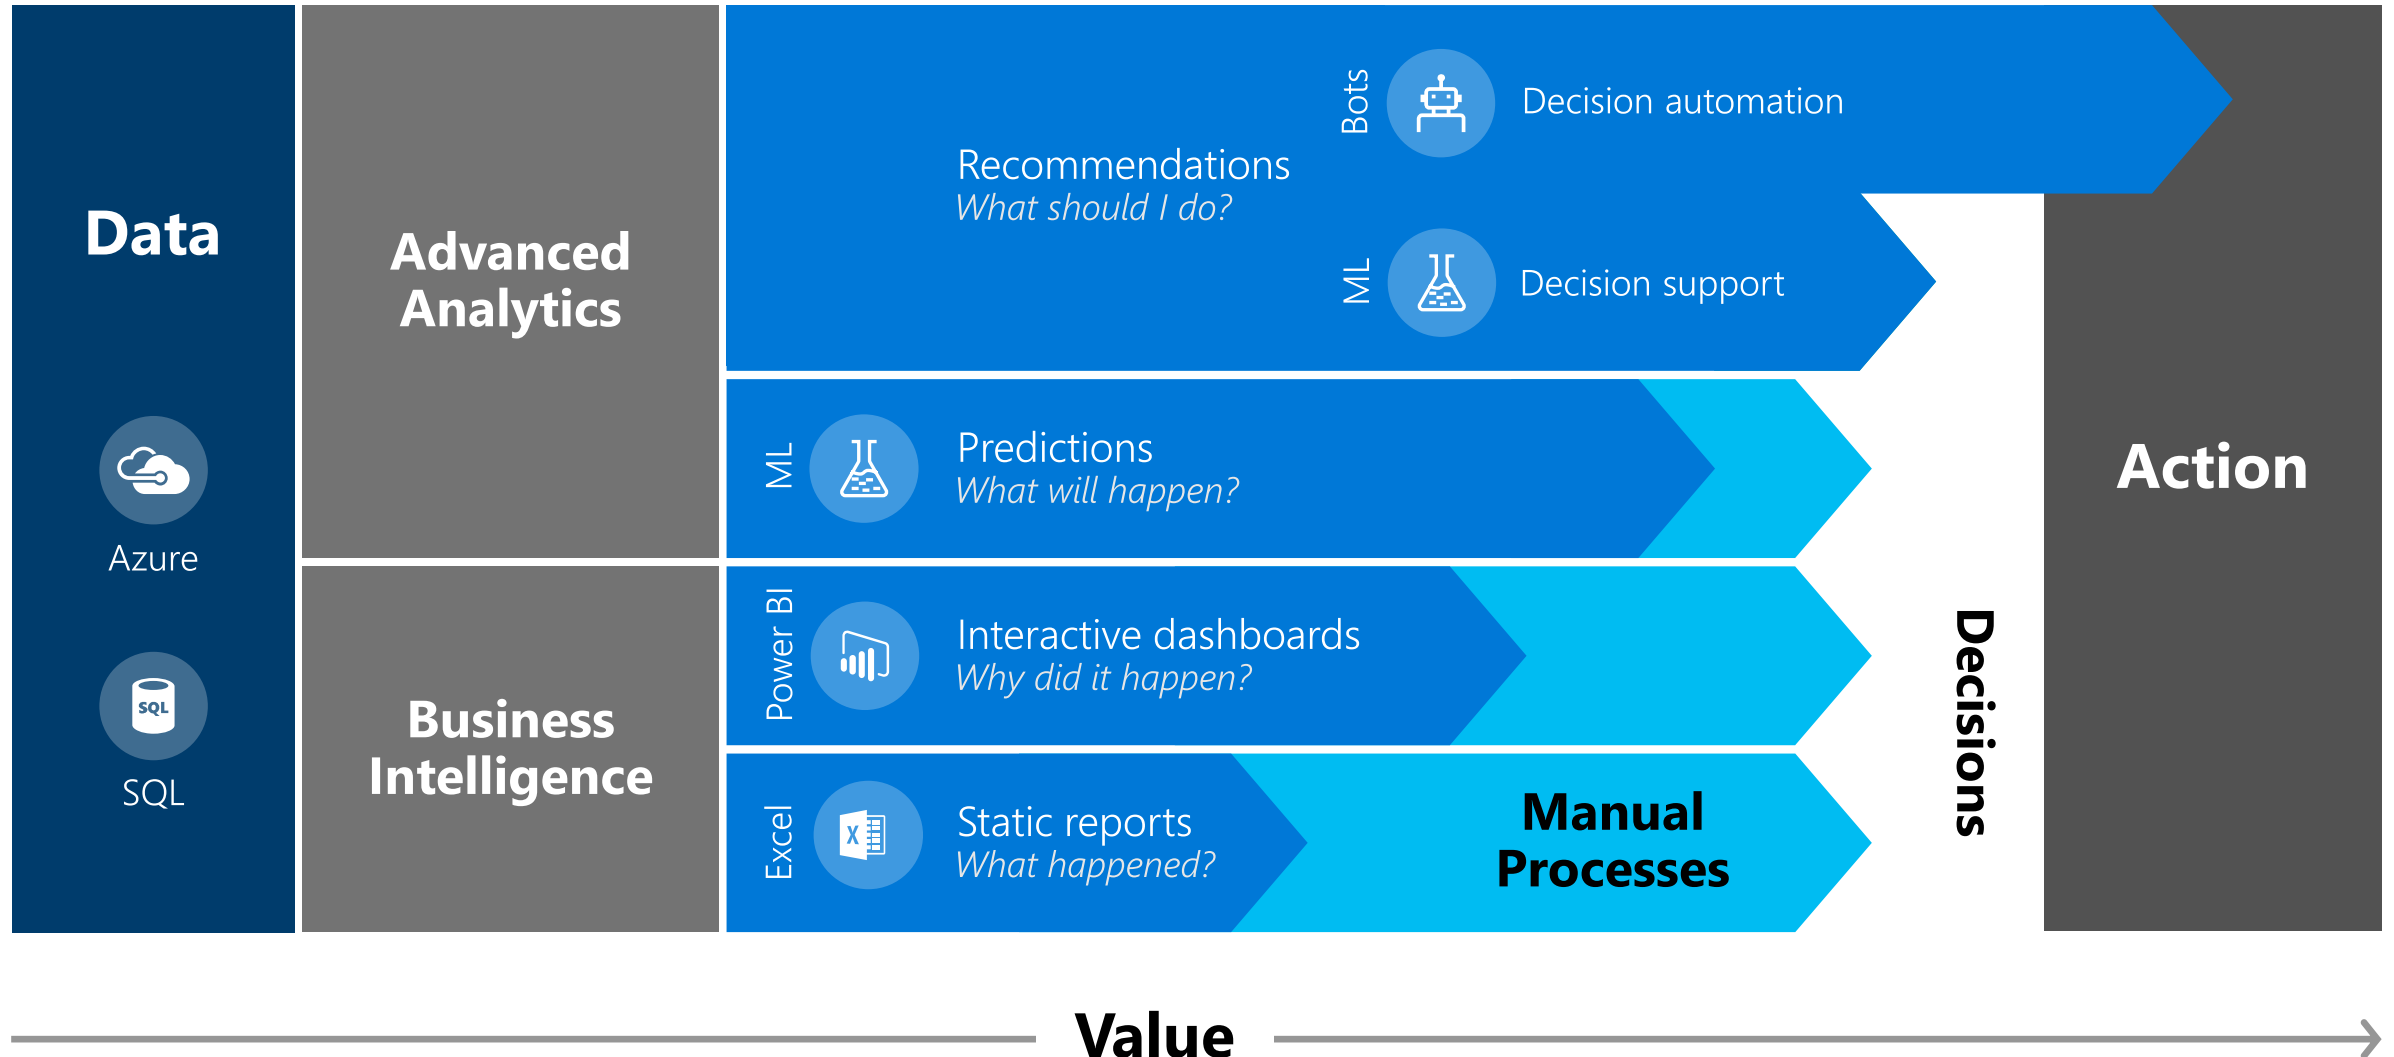 Data
Azure
SQL
SQL
Advanced
Analytics
Business
Intelligence
Recommendations
What should I do?
Bots
Decision automation
ML
Decision support
ML
Predictions
What will happen?
Power BI
Interactive dashboards
Why did it happen?
Excel
X
Static reports
What happened?
Manual
Processes
Decisions
Action
Value